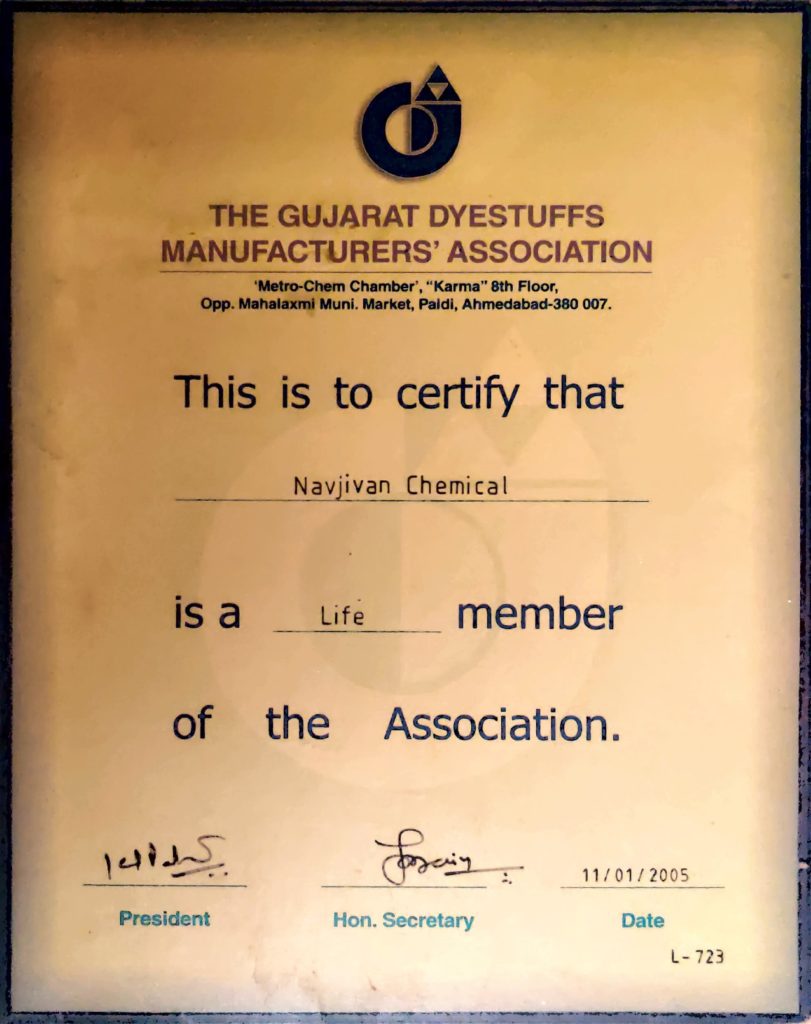 THE GUJARAT DYESTUFFS
MANUFACTURERS' ASSOCIATION
'Metro-Chem Chamber', "Karma" 8th Floor,
Opp. Mahalaxmi Muni. Market, Paldi, Ahmedabad-380 007.
This is to certify that
Navjivan Chemical
is a Life member
of the Association.
11/01/2005
President Hon. Secretary Date
L-723